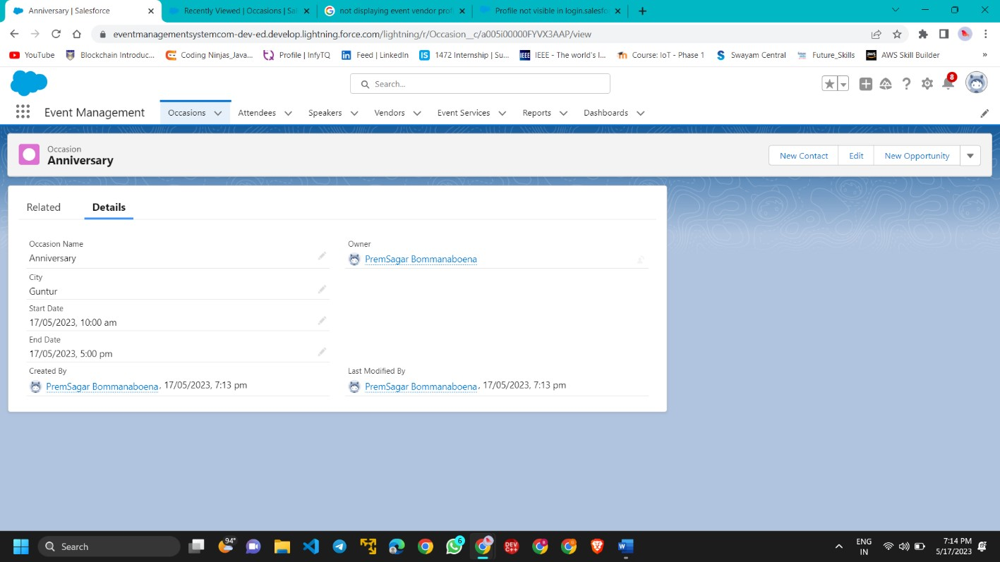 Anniversary | Salesforce
Recently Viewed | Occasions | Sal
not displaying event vendor prof
Profile not visible in login.salesfo
eventmanagementsystemcom-dev-ed.develop.lightning.force.com/lightning/r/Occasion__c/a005i00000FYVX3AAP/view
YouTube
Blockchain Introduc...
Coding Ninjas_Java...
Profile | InfyTQ
Feed | LinkedIn
1472 Internship | Su...
IEEE - The world's l...
Course: IoT - Phase 1
Swayam Central
Future_Skills
AWS Skill Builder
»
Search...
8
Event Management
Occasions
Attendees
Speakers
Vendors
Event Services
Reports
Dashboards
Occasion
Anniversary
New Contact
Edit
New Opportunity
Related
Details
Occasion Name
Anniversary
Owner
PremSagar Bommanaboena
City
Guntur
Start Date
17/05/2023, 10:00 am
End Date
17/05/2023, 5:00 pm
Created By
PremSagar Bommanaboena, 17/05/2023, 7:13 pm
Last Modified By
PremSagar Bommanaboena, 17/05/2023, 7:13 pm
Search
94°
6
DEV C++
ENG
IN
7:14 PM
5/17/2023